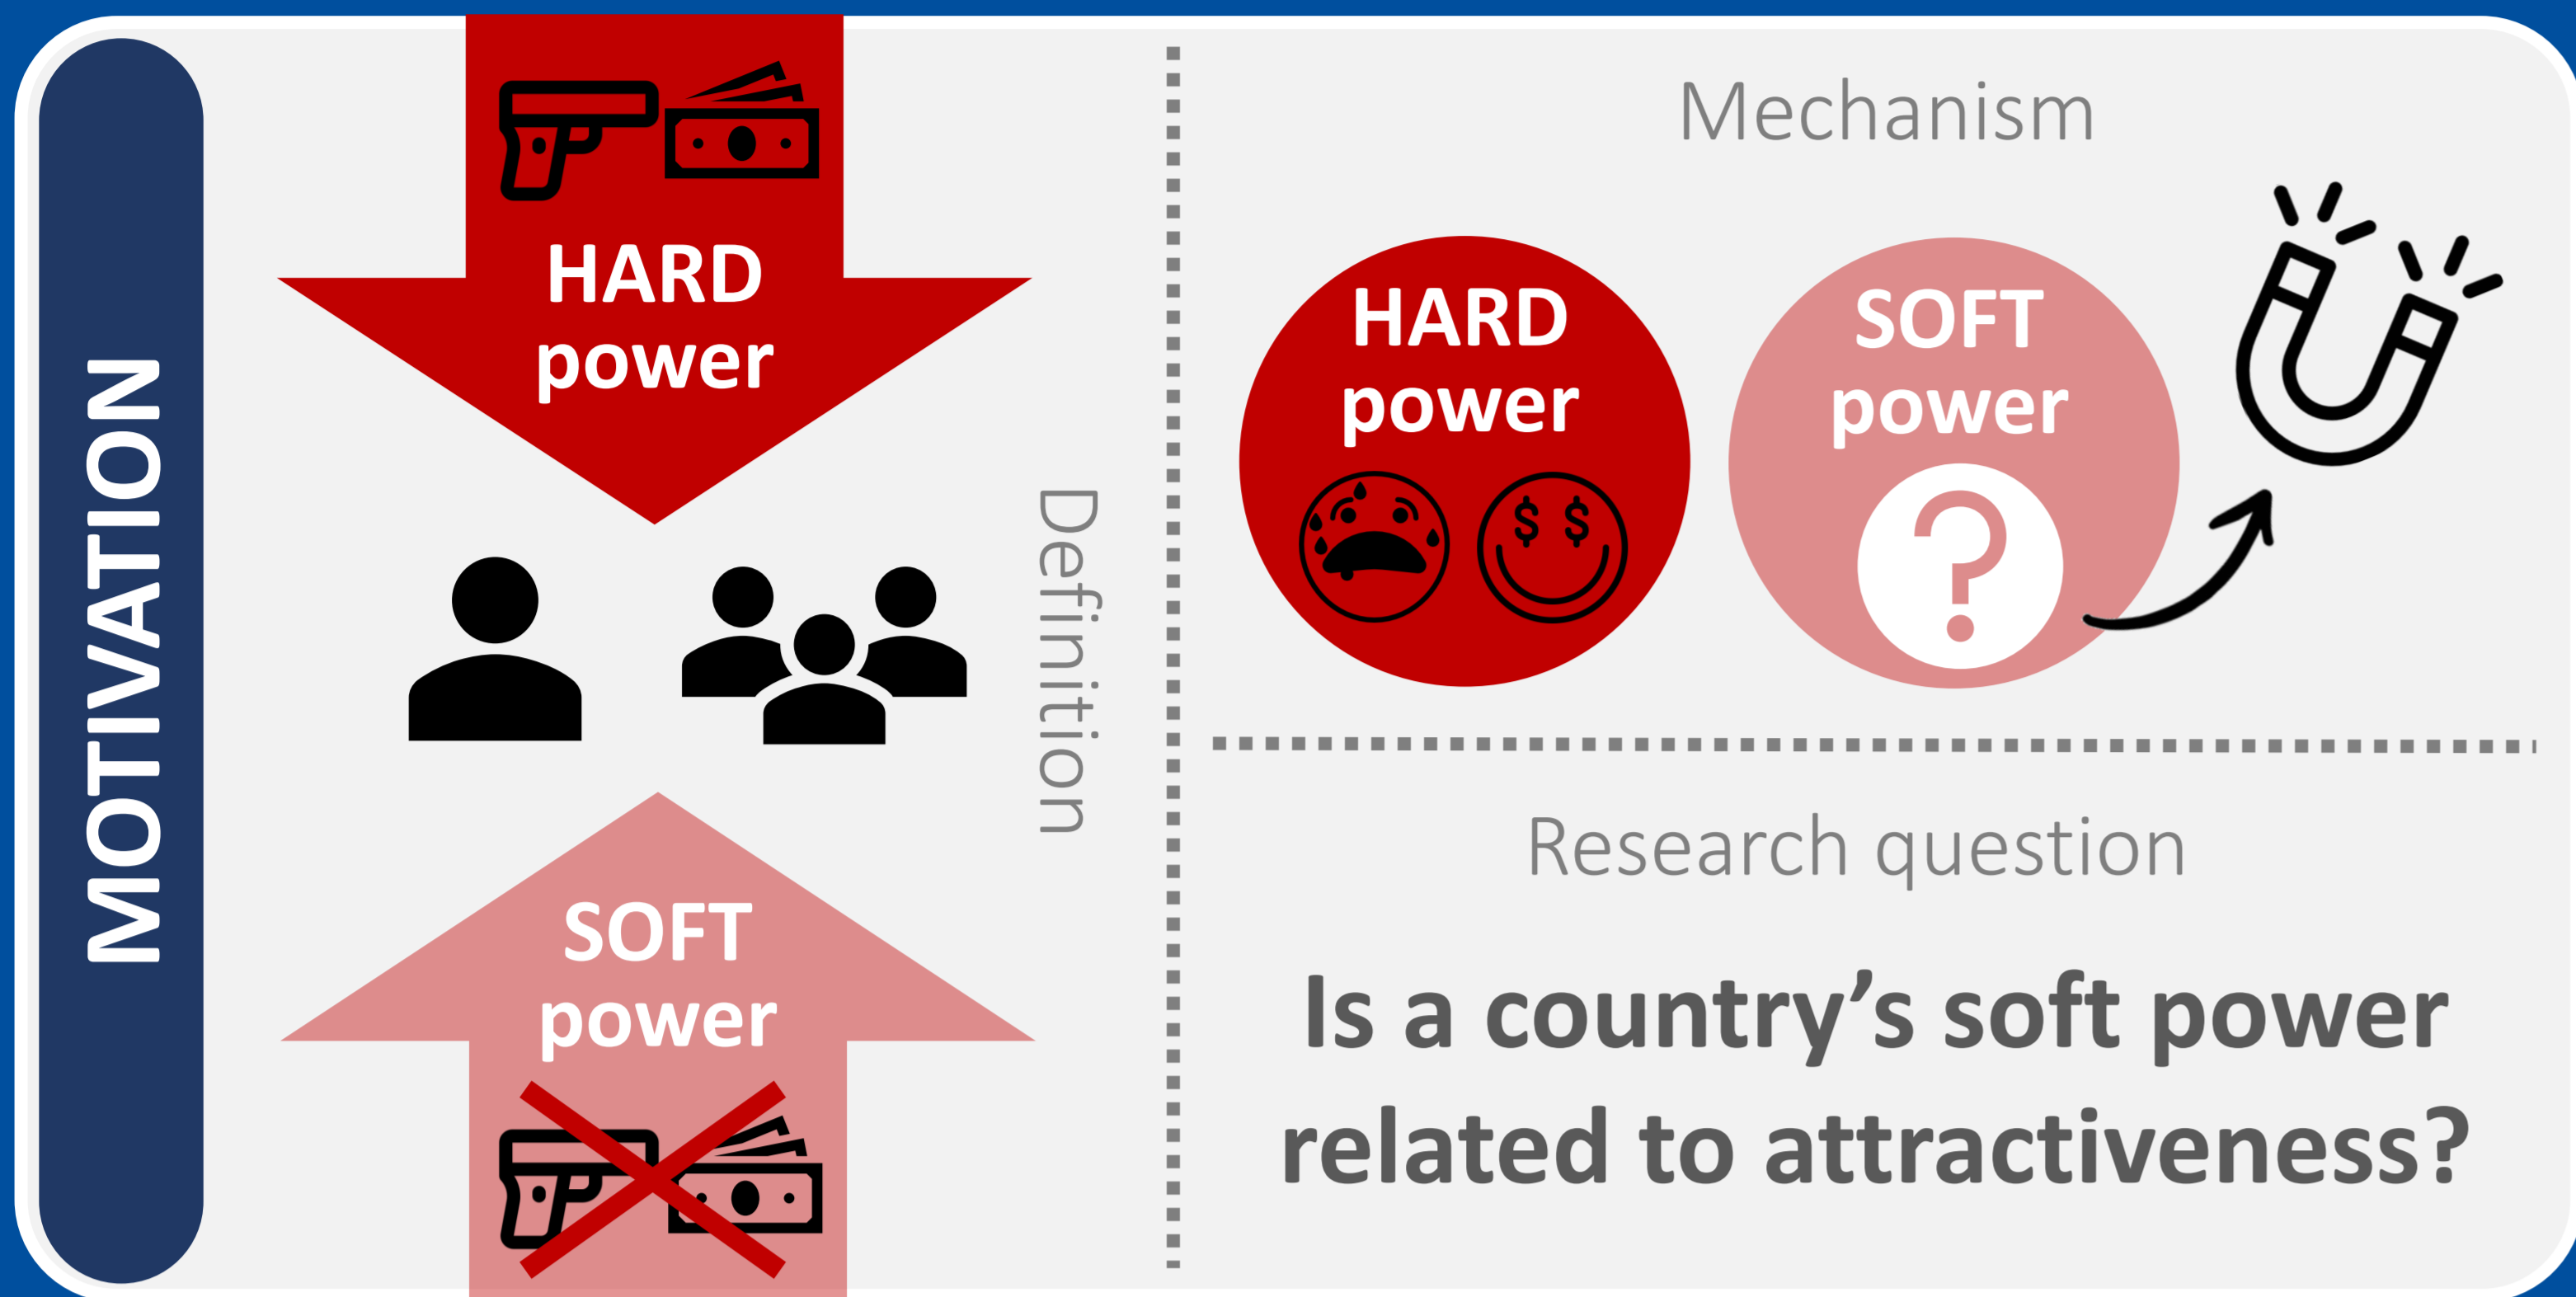 MOTIVATION
HARD
power
Definition
SOFT
power
Mechanism
HARD
power
$ $
SOFT
power
?
Research question
Is a country’s soft power
related to attractiveness?